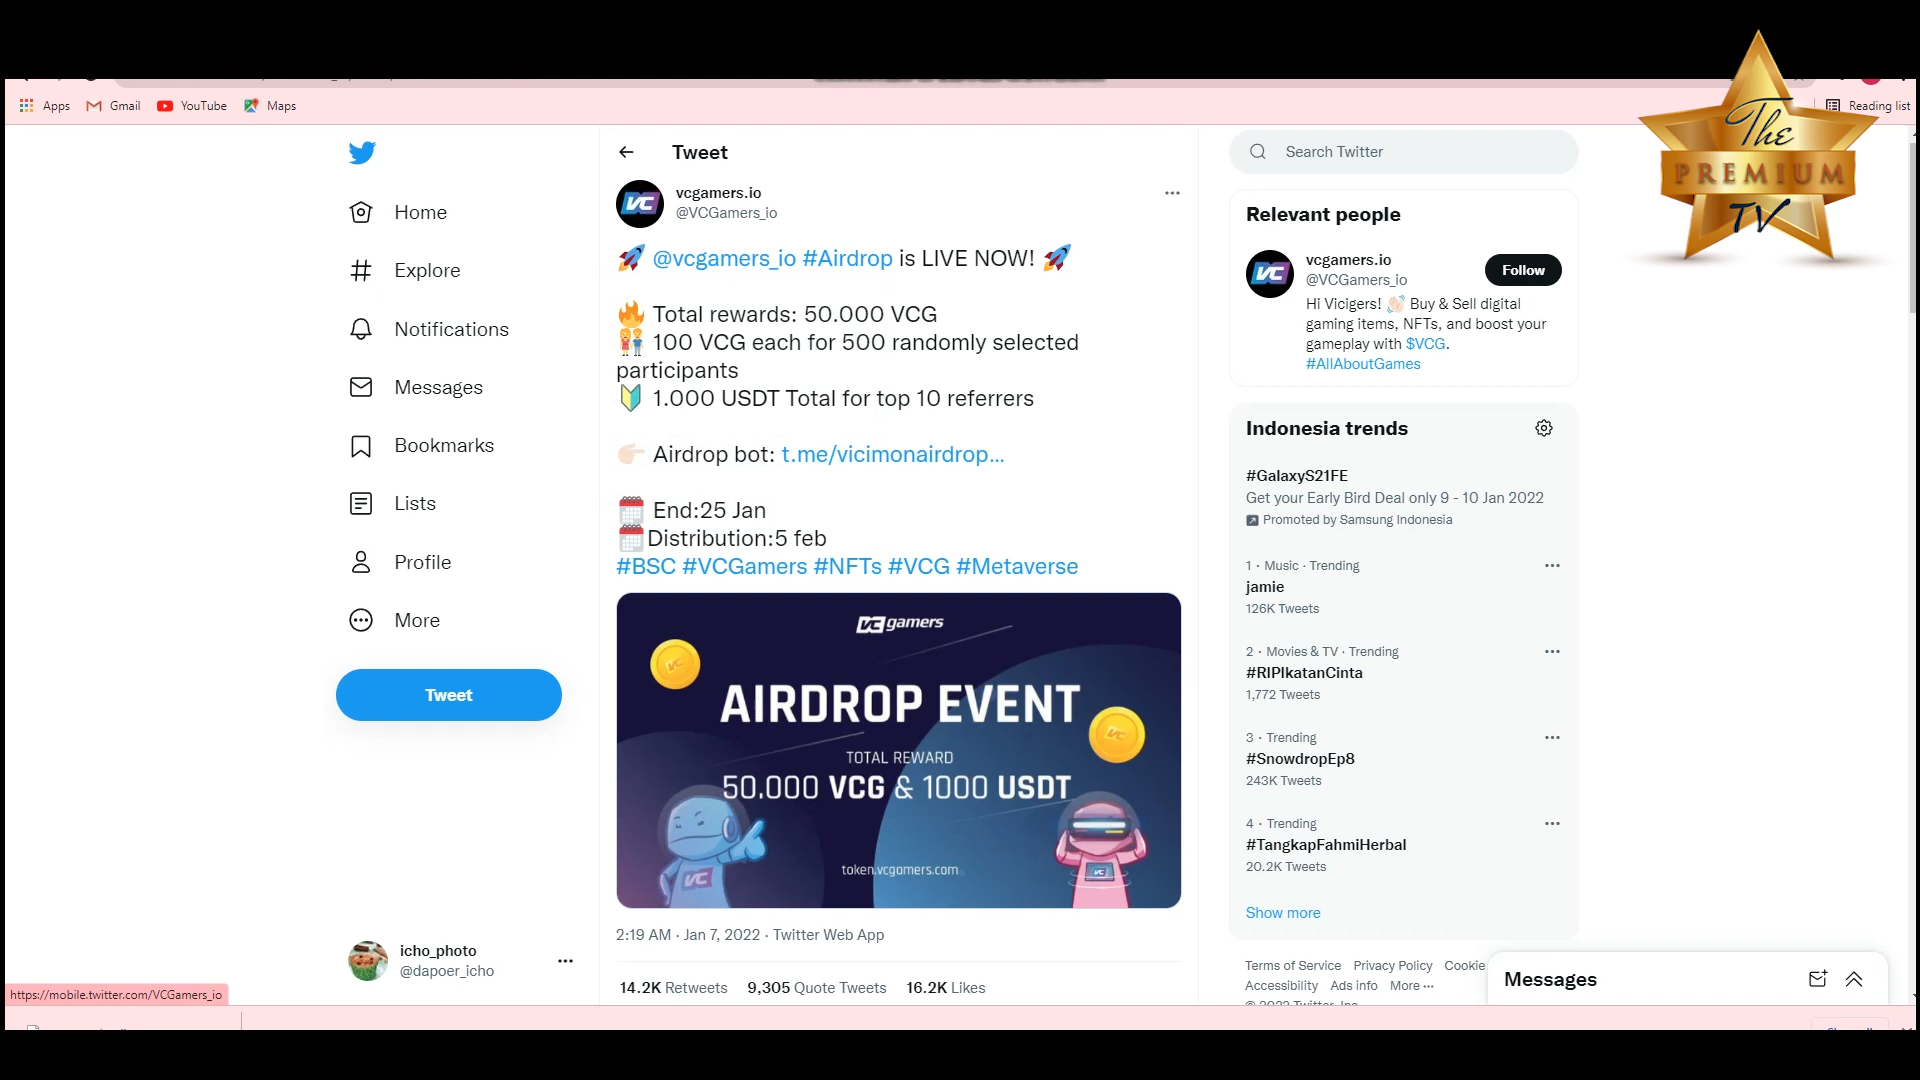 Apps Gmail YouTube Maps Reading list
The
PREMIUM
TV
Home
Explore
Notifications
Messages
Bookmarks
Lists
Profile
More
Tweet
icho_photo
@dapoer_icho
https://mobile.twitter.com/VCGamers_io
Tweet
vcgamers.io
@VCGamers_io
@vcgamers_io #Airdrop is LIVE NOW!
Total rewards: 50.000 VCG
100 VCG each for 500 randomly selected
participants
1.000 USDT Total for top 10 referrers
Airdrop bot: t.me/vicimonairdrop...
End:25 Jan
Distribution:5 feb
#BSC #VCGamers #NFTs #VCG #Metaverse
VC gamers
AIRDROP EVENT
TOTAL REWARD
50.000 VCG & 1000 USDT
token.vcgamers.com
2:19 AM · Jan 7, 2022 · Twitter Web App
14.2K Retweets 9,305 Quote Tweets 16.2K Likes
Search Twitter
Relevant people
vcgamers.io
@VCGamers_io
Follow
Hi Vicigers! Buy & Sell digital
gaming items, NFTs, and boost your
gameplay with $VCG.
#AllAboutGames
Indonesia trends
#GalaxyS21FE
Get your Early Bird Deal only 9 - 10 Jan 2022
Promoted by Samsung Indonesia
1 · Music · Trending
jamie
126K Tweets
2 · Movies & TV · Trending
#RIPIkatanCinta
1,772 Tweets
3 · Trending
#SnowdropEp8
243K Tweets
4 · Trending
#TangkapFahmiHerbal
20.2K Tweets
Show more
Terms of Service Privacy Policy Cookie
Accessibility Ads info More
© 2022 Twitter, Inc.
Messages